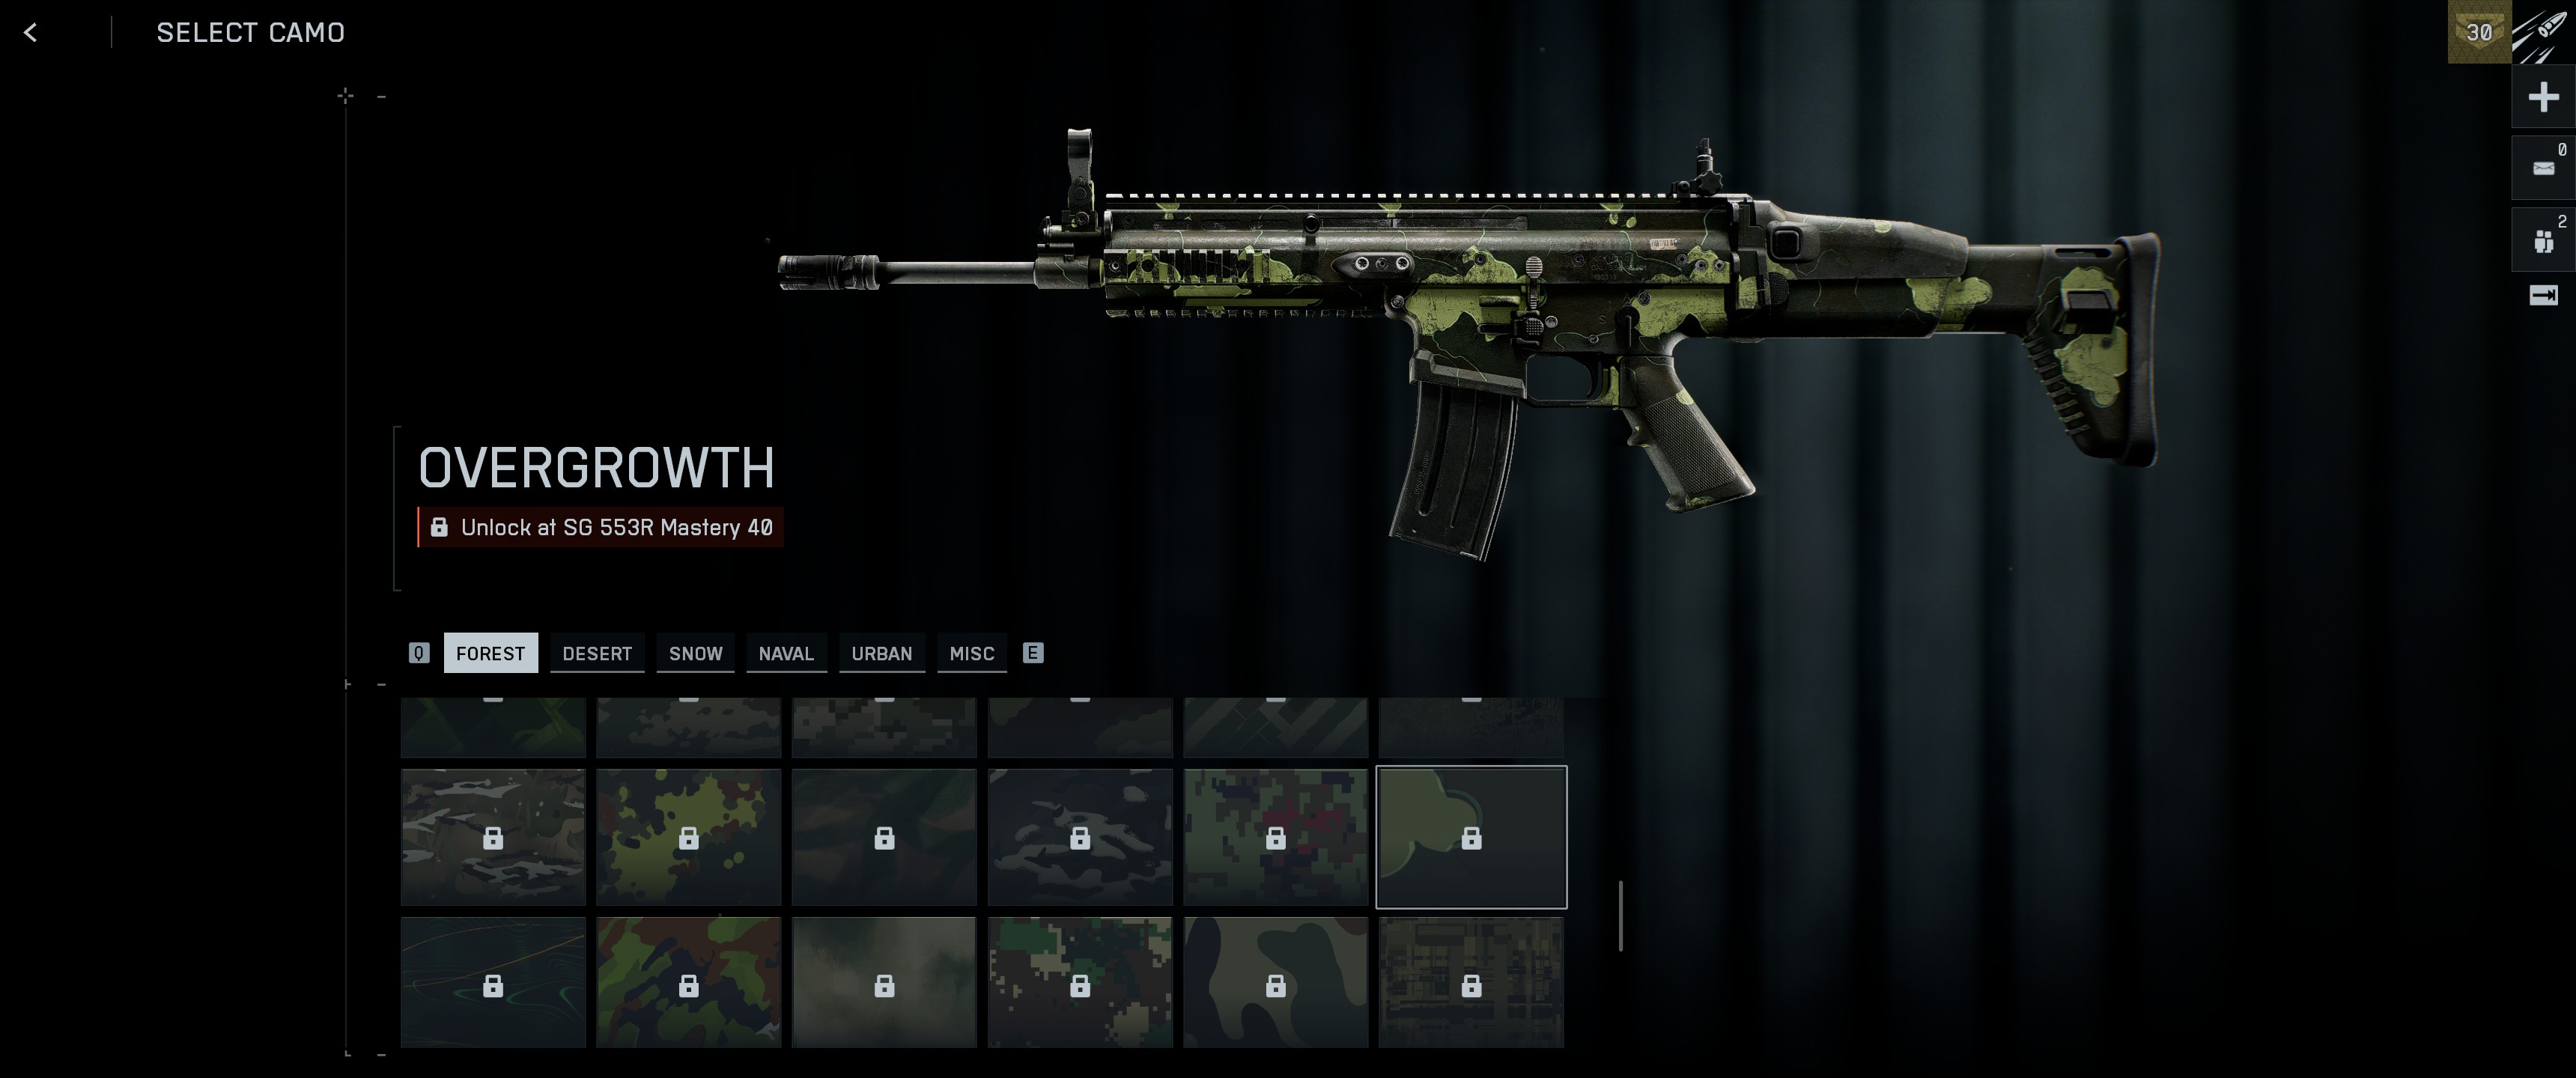 SELECT CAMO
30
0
2
OVERGROWTH
Unlock at SG 553R Mastery 40
Q FOREST DESERT SNOW NAVAL URBAN MISC E